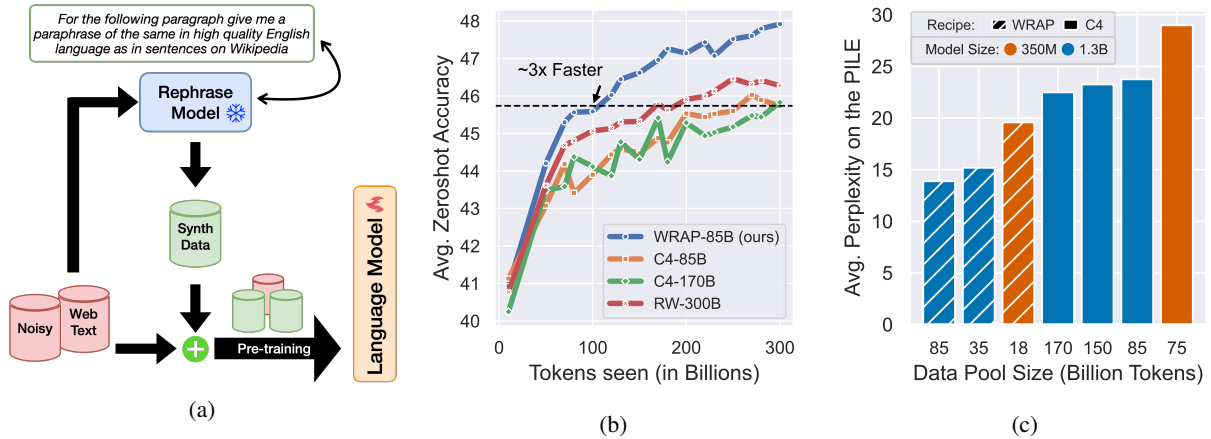 For the following paragraph give me a
paraphrase of the same in high quality English
language as in sentences on Wikipedia
Rephrase
Model
Synth
Data
Noisy
Web
Text
Pre-training
Language Model
(a)
48
47
46
45
44
43
42
41
40
Avg. Zeroshot Accuracy
~3x Faster
WRAP-85B (ours)
C4-85B
C4-170B
RW-300B
0 100 200 300
Tokens seen (in Billions)
(b)
30
25
20
15
10
5
0
Avg. Perplexity on the PILE
Recipe: WRAP C4
Model Size: 350M 1.3B
85 35 18 170 150 85 75
Data Pool Size (Billion Tokens)
(c)